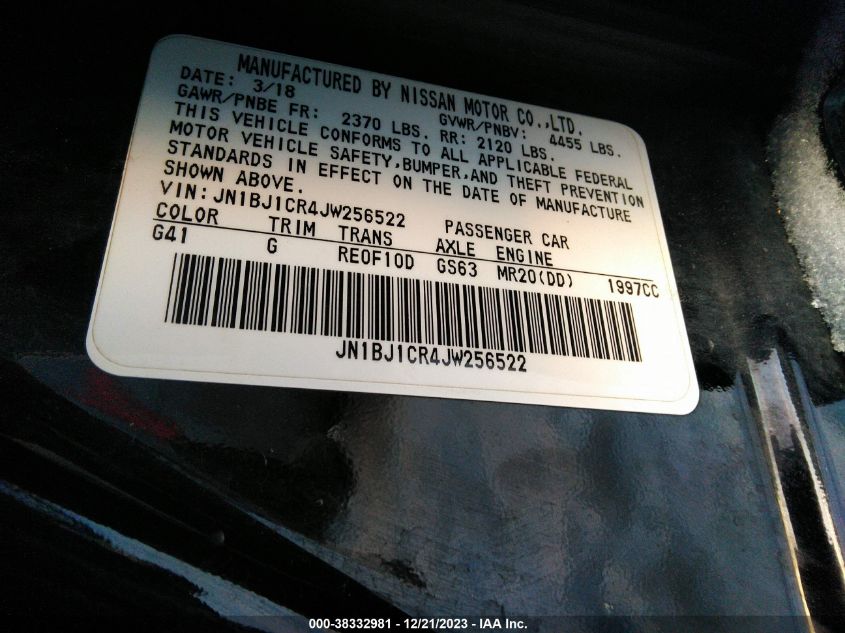 MANUFACTURED BY NISSAN MOTOR CO.,LTD.
DATE: 3/18 GVWR/PNBV: 4455 LBS.
GAWR/PNBE FR: 2370 LBS. RR: 2120 LBS.
THIS VEHICLE CONFORMS TO ALL APPLICABLE FEDERAL
MOTOR VEHICLE SAFETY,BUMPER,AND THEFT PREVENTION
STANDARDS IN EFFECT ON THE DATE OF MANUFACTURE
SHOWN ABOVE.
VIN: JN1BJ1CR4JW256522 PASSENGER CAR
COLOR TRIM TRANS AXLE ENGINE
G41 G RE0F10D GS63 MR20(DD) 1997CC
JN1BJ1CR4JW256522
000-38332981 - 12/21/2023 - IAA Inc.